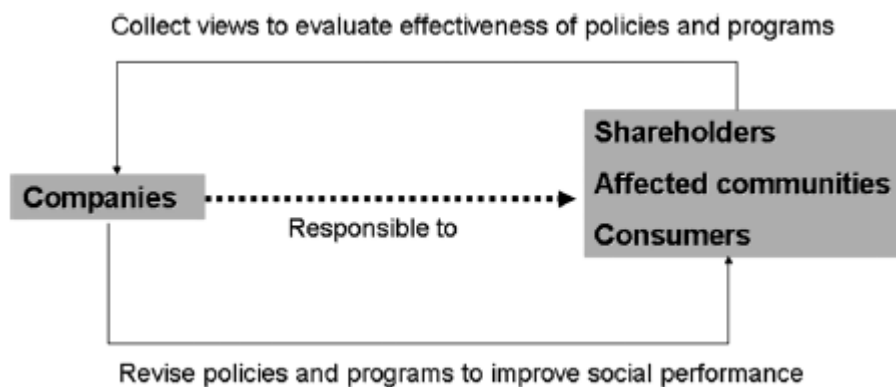 Collect views to evaluate effectiveness of policies and programs
Shareholders
Affected communities
Consumers
Companies
Responsible to
Revise policies and programs to improve social performance